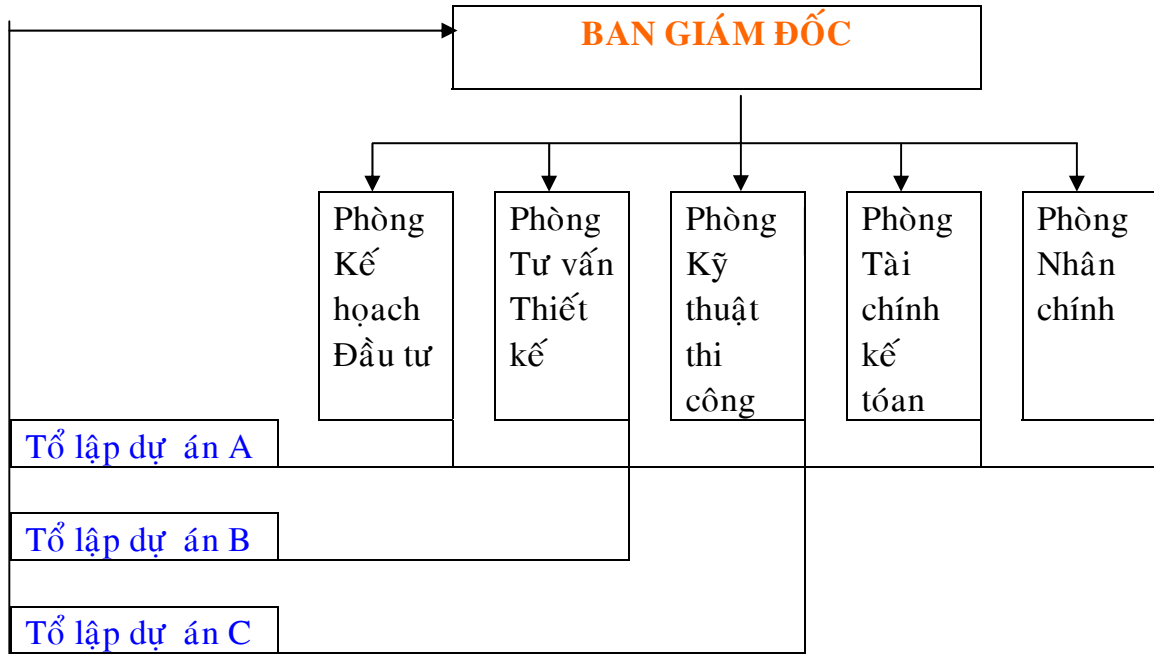 BAN GIÁM ĐỐC
Phòng
Kế
họach
Đầu tư
Phòng
Tư vấn
Thiết
kế
Phòng
Kỹ
thuật
thi
công
Phòng
Tài
chính
kế
tóan
Phòng
Nhân
chính
Tổ lập dự án A
Tổ lập dự án B
Tổ lập dự án C